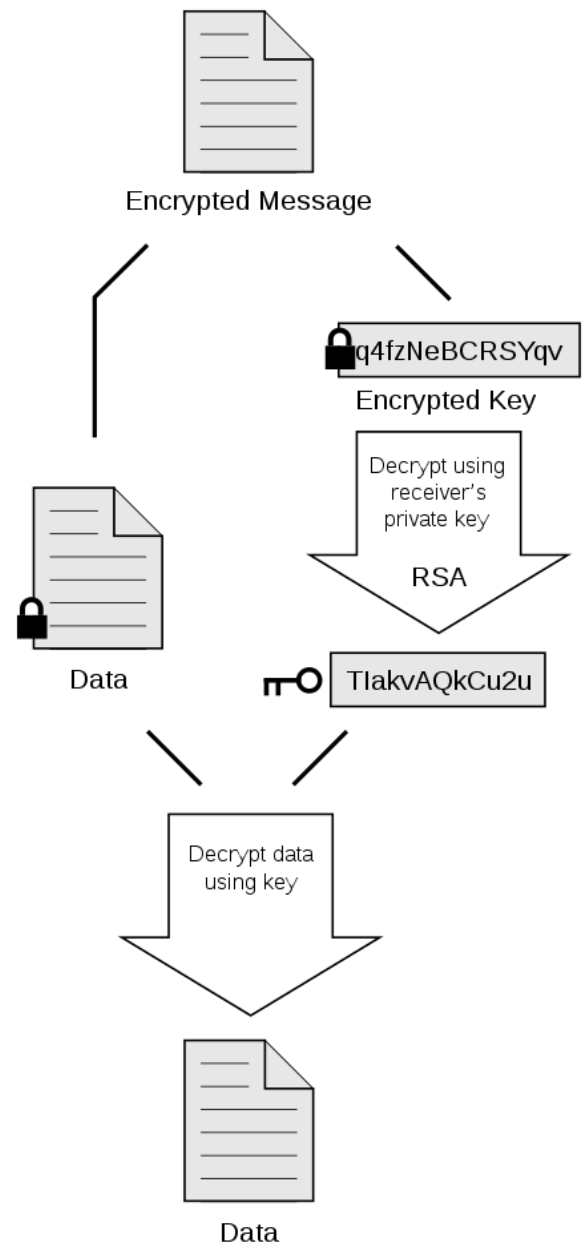 Encrypted Message
q4fzNeBCRSYqv
Encrypted Key
Decrypt using
receiver's
private key
RSA
Data
TIakvAQkCu2u
Decrypt data
using key
Data